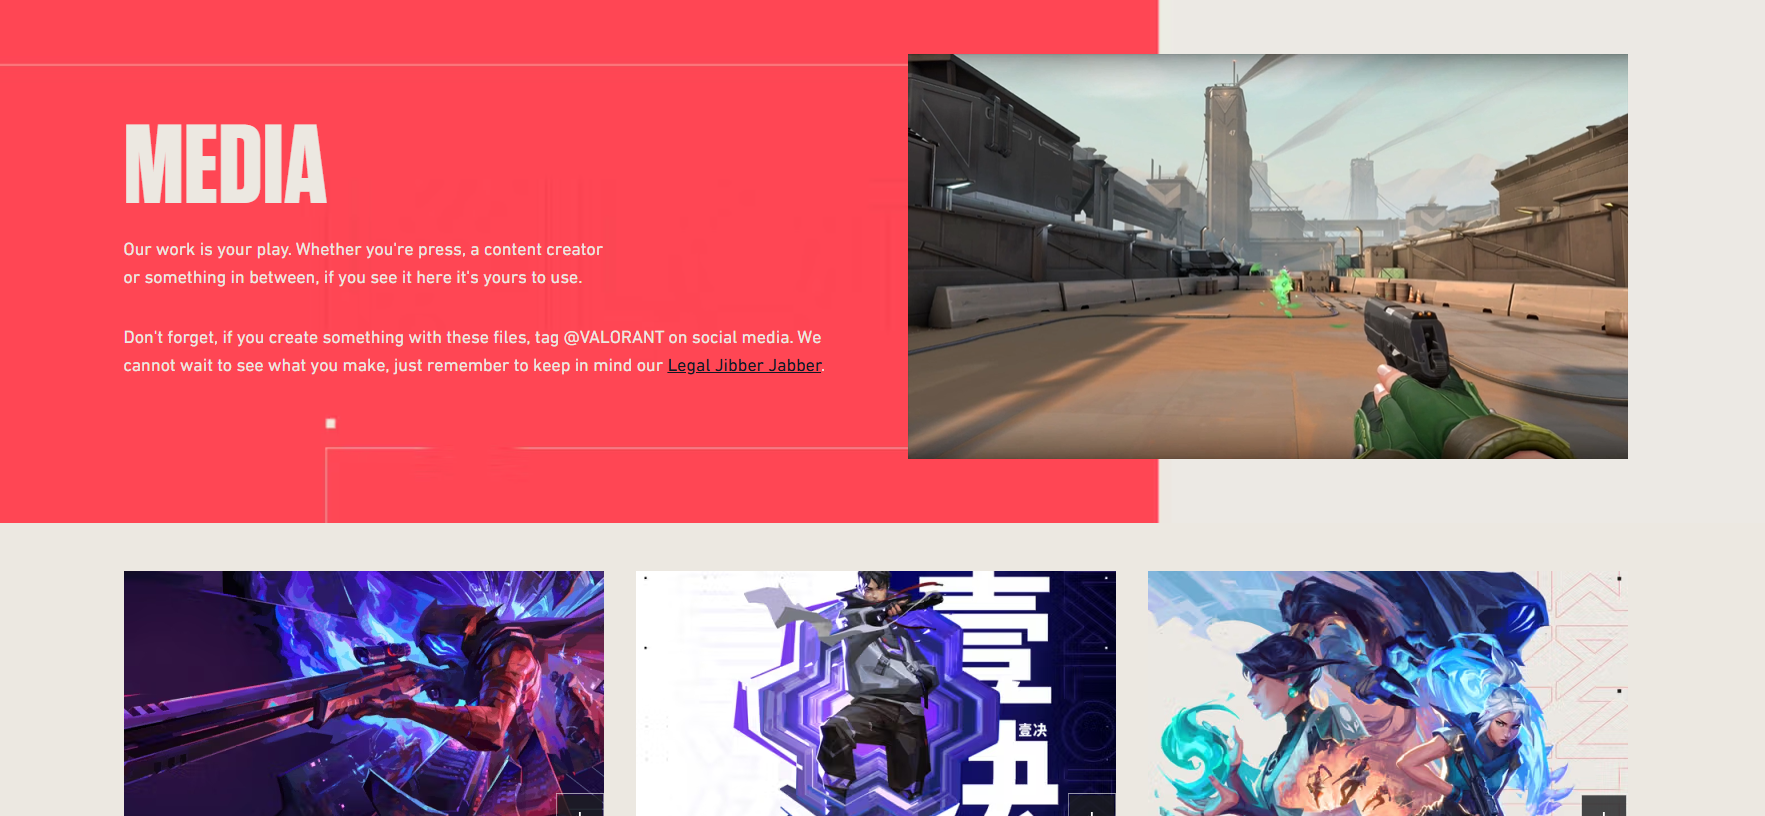 MEDIA
Our work is your play. Whether you're press, a content creator
or something in between, if you see it here it's yours to use.
Don't forget, if you create something with these files, tag @VALORANT on social media. We
cannot wait to see what you make, just remember to keep in mind our Legal Jibber Jabber.
壹
壹决
决